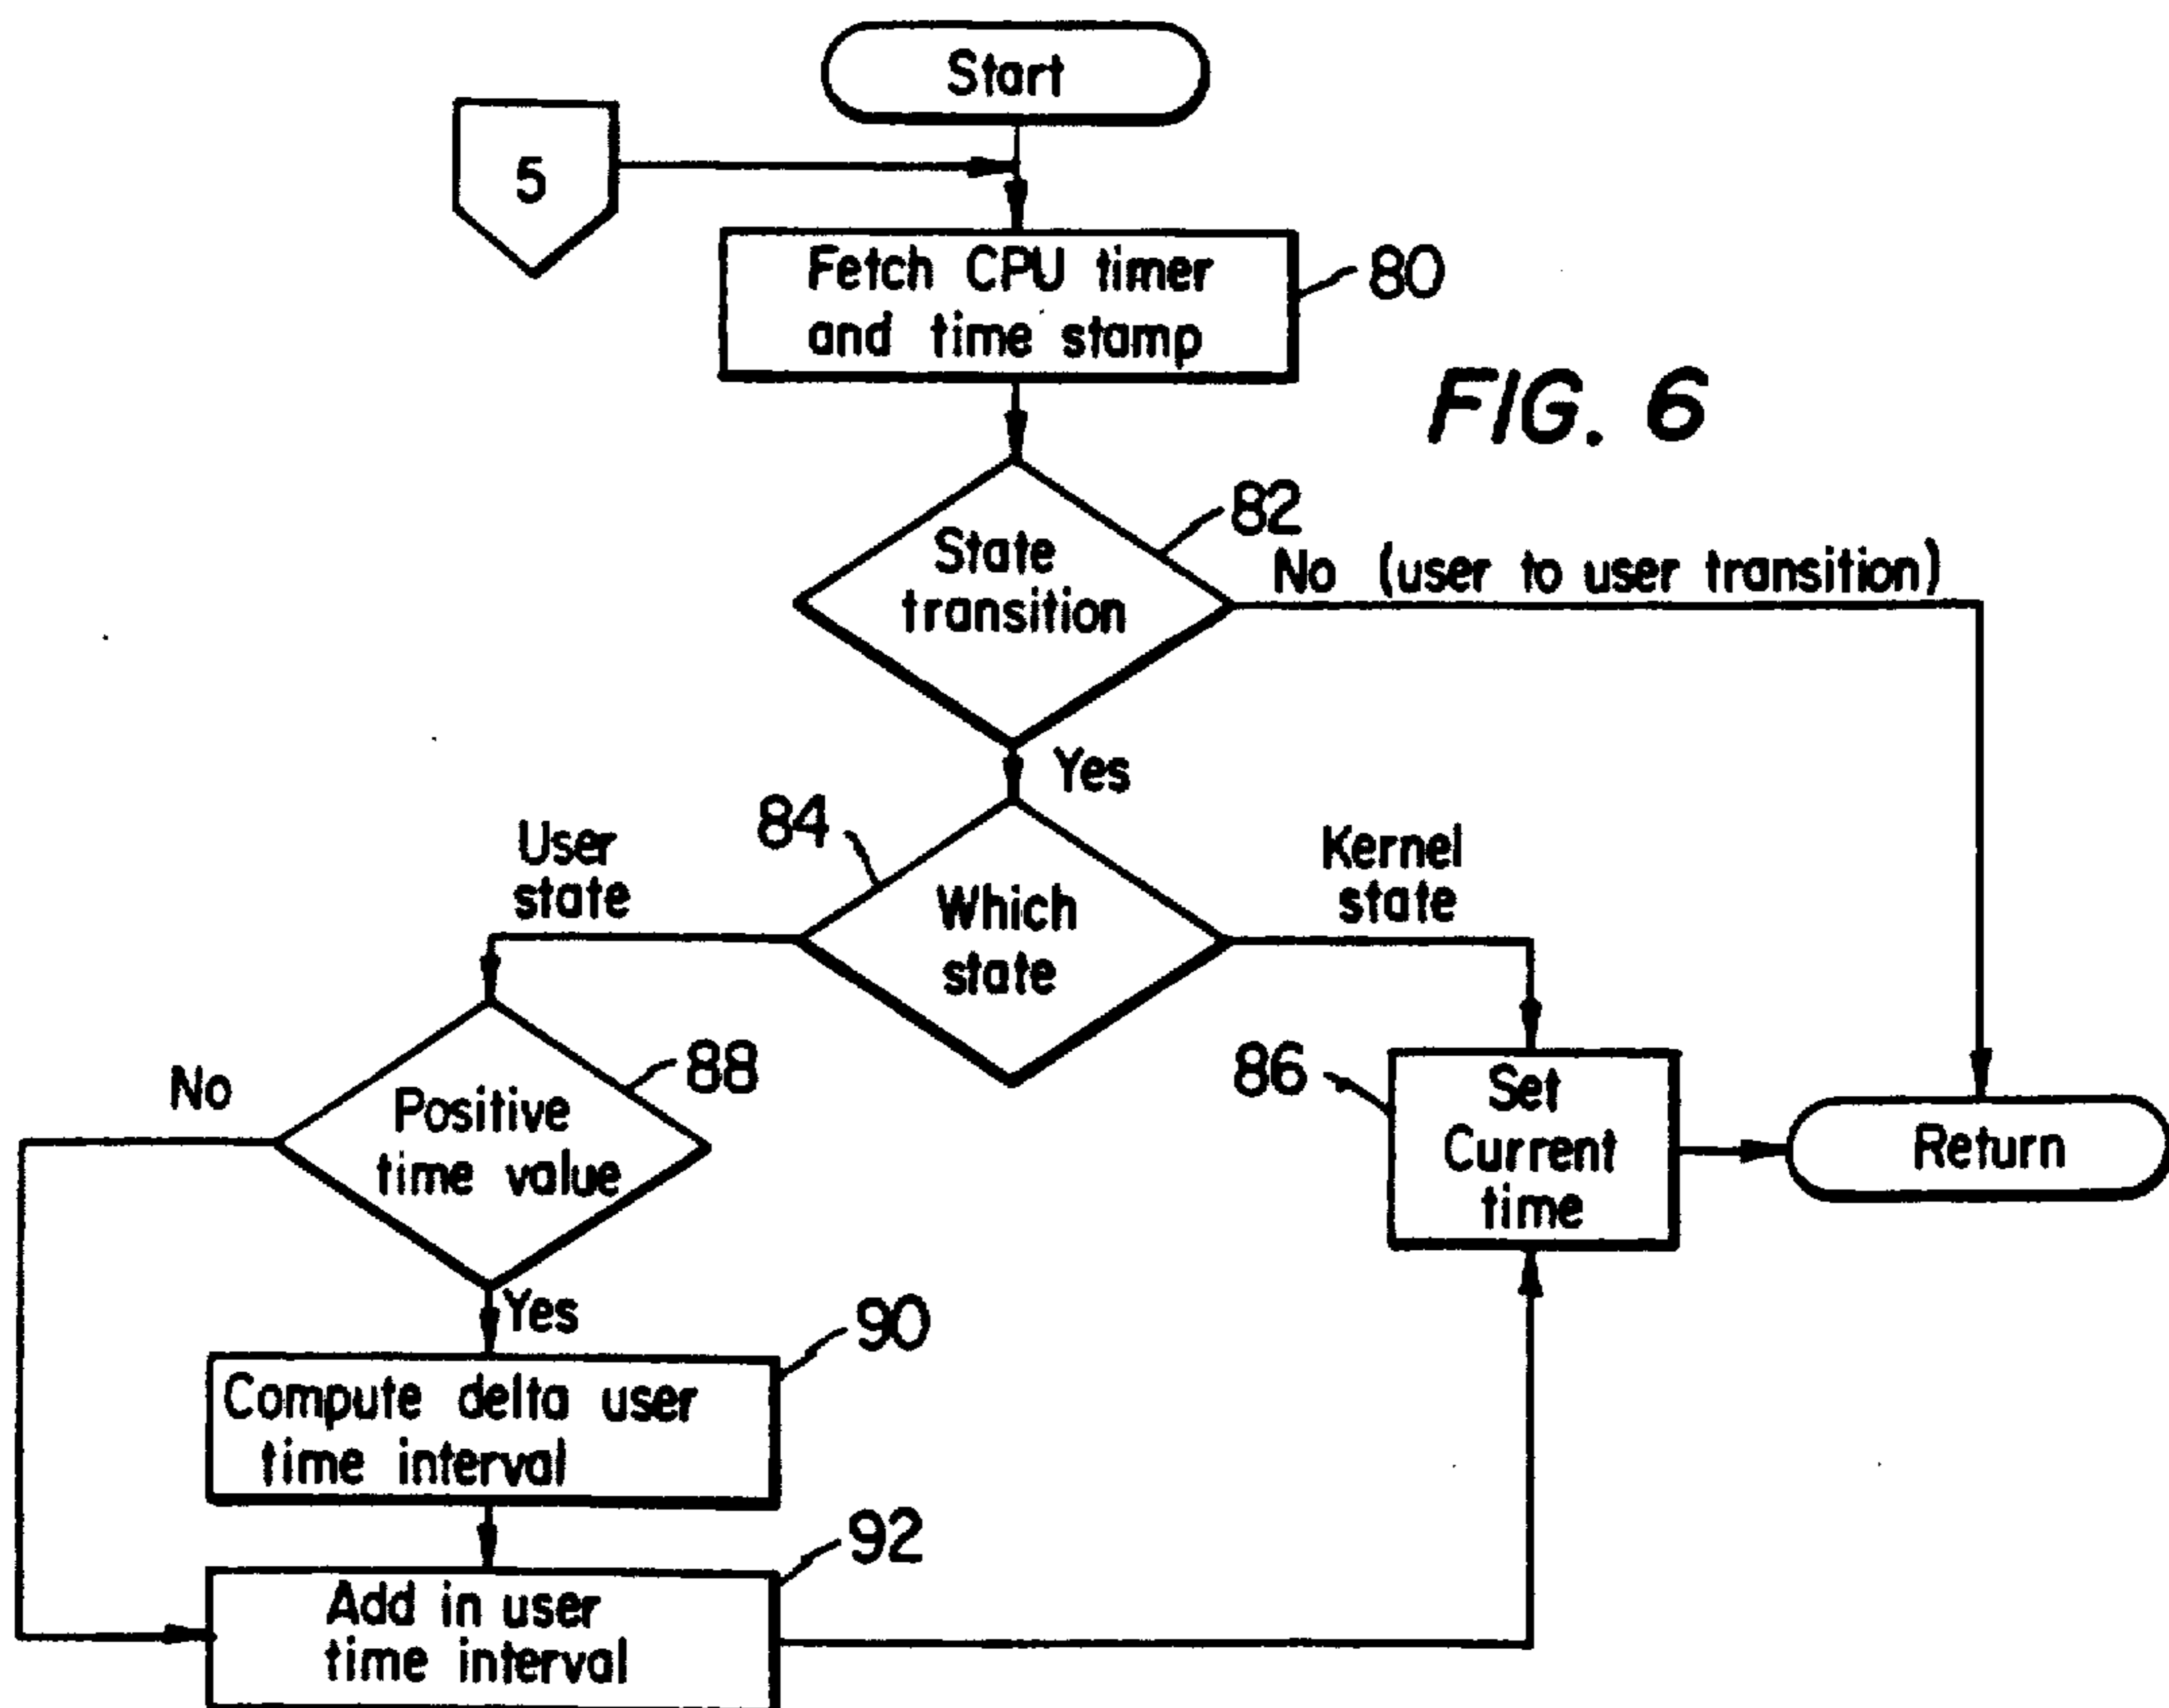 Start
5
Fetch CPU timer
and time stamp
80
FIG. 6
82
State
transition
No (user to user transition)
Yes
84
User
state
Which
state
Kernel
state
88
No
Positive
time value
86
Set
Current
time
Return
Yes
90
Compute delta user
time interval
92
Add in user
time interval